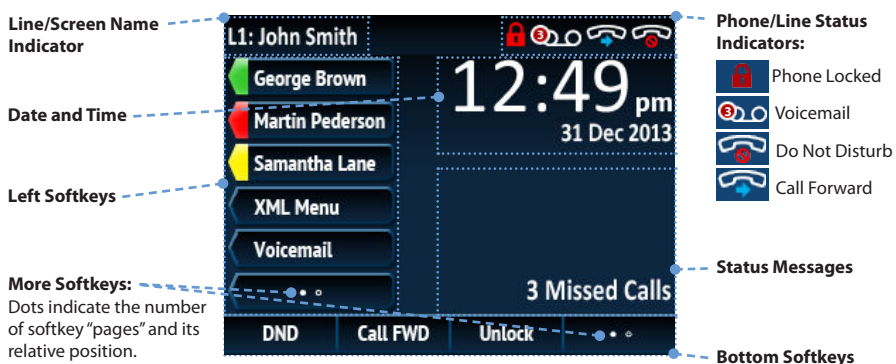 Line/Screen Name
Indicator
Date and Time
Left Softkeys
More Softkeys:
Dots indicate the number
of softkey “pages” and its
relative position.
L1: John Smith
3
George Brown
Martin Pederson
Samantha Lane
XML Menu
Voicemail
12:49 pm
31 Dec 2013
3 Missed Calls
DND Call FWD Unlock
Phone/Line Status
Indicators:
Phone Locked
3 Voicemail
Do Not Disturb
Call Forward
Status Messages
Bottom Softkeys